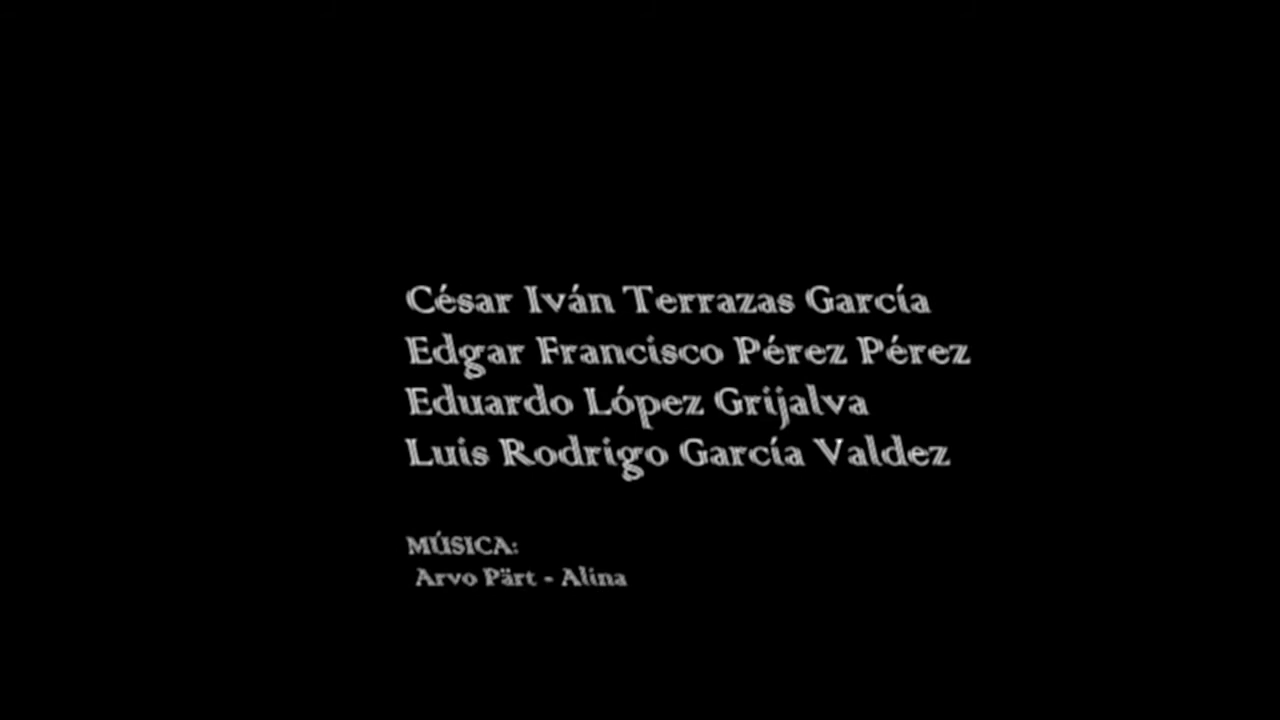 César Iván Terrazas García
Edgar Francisco Pérez Pérez
Eduardo López Grijalva
Luis Rodrigo García Valdez
MÚSICA:
Arvo Pärt - Alina